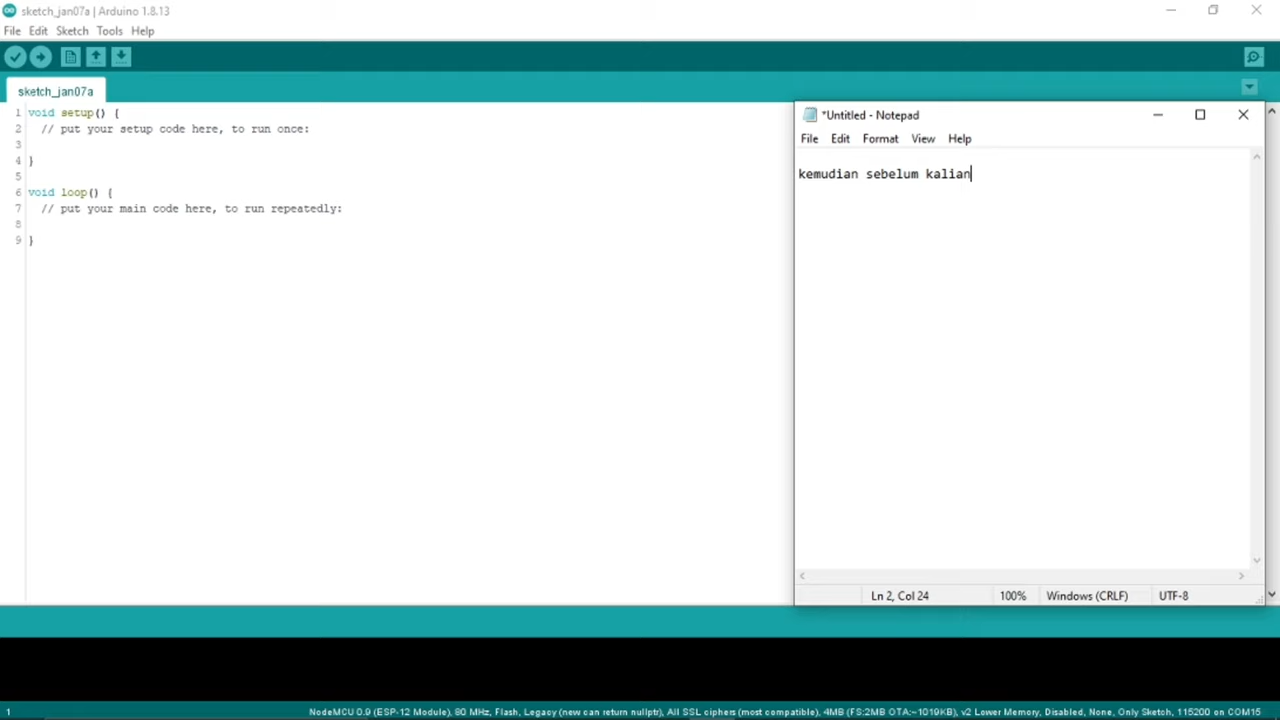 sketch_jan07a | Arduino 1.8.13
File Edit Sketch Tools Help
sketch_jan07a
1 void setup() {
2 // put your setup code here, to run once:
3
4 }
5
6 void loop() {
7 // put your main code here, to run repeatedly:
8
9 }
*Untitled - Notepad
File Edit Format View Help
kemudian sebelum kalian
Ln 2, Col 24 100% Windows (CRLF) UTF-8
1 NodeMCU 0.9 (ESP-12 Module), 80 MHz, Flash, Legacy (new can return nullptr), All SSL ciphers (most compatible), 4MB (FS:2MB OTA:~1019KB), v2 Lower Memory, Disabled, None, Only Sketch, 115200 on COM15